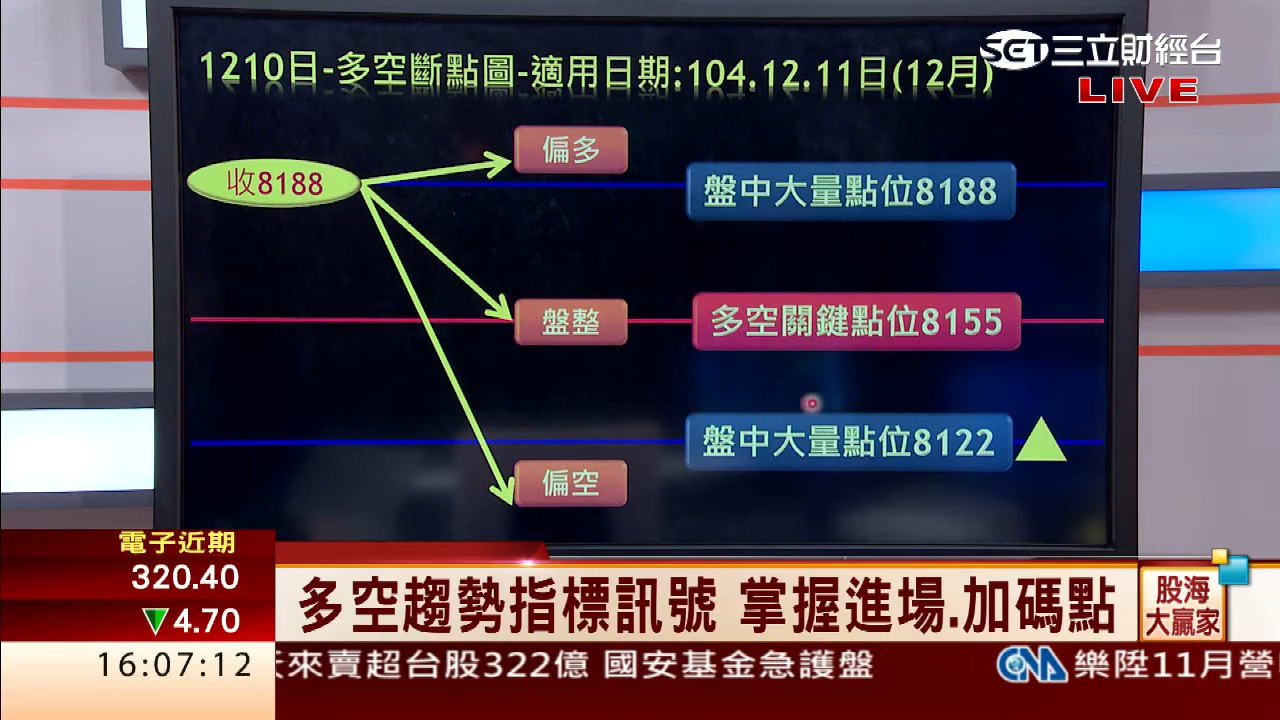 1210日-多空斷點圖-適用日期:104.12.11日(12月)
SET三立財經台
LIVE
偏多
收8188
盤中大量點位8188
盤整
多空關鍵點位8155
盤中大量點位8122
偏空
電子近期
320.40
▼4.70
多空趨勢指標訊號 掌握進場.加碼點
股海
大贏家
16:07:12
來賣超台股322億 國安基金急護盤
CNA 樂陞11月營